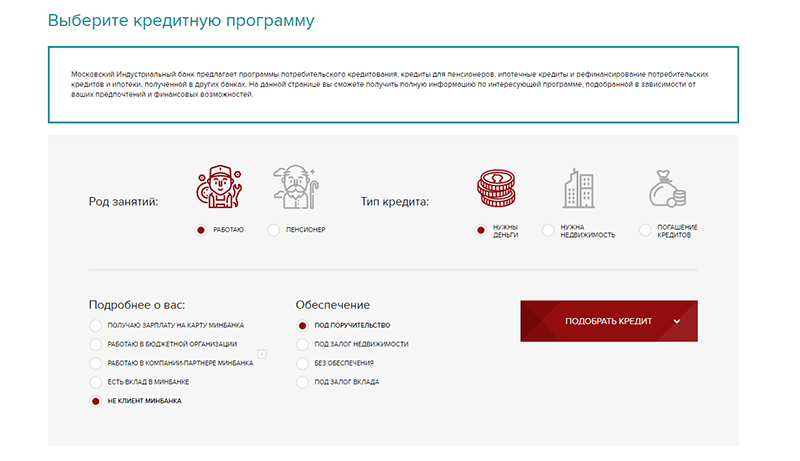 Выберите кредитную программу
Московский Индустриальный банк предлагает программы потребительского кредитования, кредиты для пенсионеров, ипотечные кредиты и рефинансирование потребительских
кредитов и ипотеки, полученной в других банках. На данной странице вы сможете получить полную информацию по интересующей программе, подобранной в зависимости от
ваших предпочтений и финансовых возможностей.
Род занятий:
РАБОТАЮ
ПЕНСИОНЕР
Тип кредита:
НУЖНЫ
ДЕНЬГИ
НУЖНА
НЕДВИЖИМОСТЬ
ПОГАШЕНИЕ
КРЕДИТОВ
Подробнее о вас:
ПОЛУЧАЮ ЗАРПЛАТУ НА КАРТУ МИНБАНКА
РАБОТАЮ В БЮДЖЕТНОЙ ОРГАНИЗАЦИИ
РАБОТАЮ В КОМПАНИИ-ПАРТНЕРЕ МИНБАНКА
ЕСТЬ ВКЛАД В МИНБАНКЕ
НЕ КЛИЕНТ МИНБАНКА
Обеспечение
ПОД ПОРУЧИТЕЛЬСТВО
ПОД ЗАЛОГ НЕДВИЖИМОСТИ
БЕЗ ОБЕСПЕЧЕНИЯ
ПОД ЗАЛОГ ВКЛАДА
ПОДОБРАТЬ КРЕДИТ